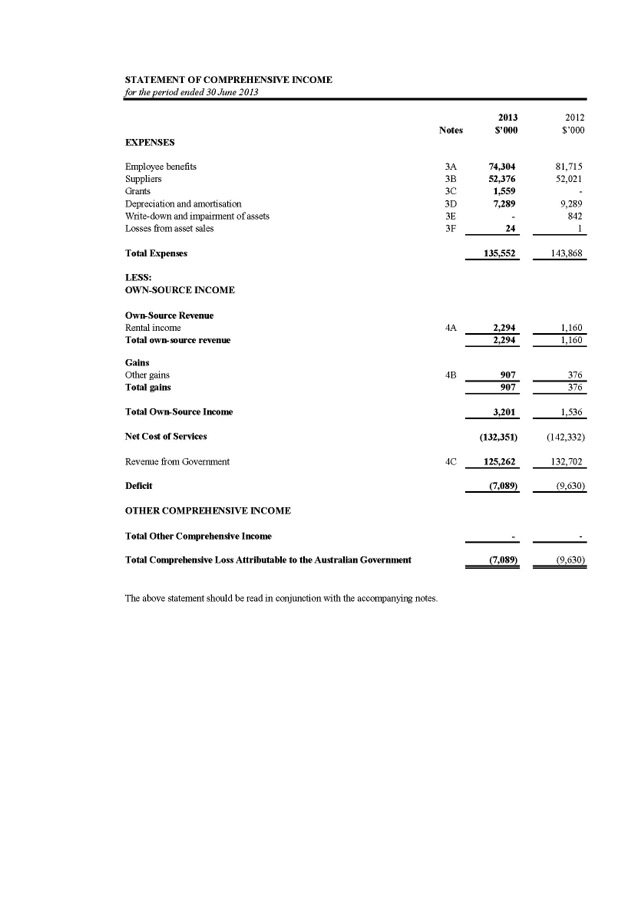 STATEMENT OF COMPREHENSIVE INCOME
for the period ended 30 June 2013
2013 2012
Notes $'000 $'000
EXPENSES
Employee benefits 3A 74,304 81,715
Suppliers 3B 52,376 52,021
Grants 3C 1,559 -
Depreciation and amortisation 3D 7,289 9,289
Write-down and impairment of assets 3E - 842
Losses from asset sales 3F 24 1
Total Expenses 135,552 143,868
LESS:
OWN-SOURCE INCOME
Own-Source Revenue
Rental income 4A 2,294 1,160
Total own-source revenue 2,294 1,160
Gains
Other gains 4B 907 376
Total gains 907 376
Total Own-Source Income 3,201 1,536
Net Cost of Services (132,351) (142,332)
Revenue from Government 4C 125,262 132,702
Deficit (7,089) (9,630)
OTHER COMPREHENSIVE INCOME
Total Other Comprehensive Income - -
Total Comprehensive Loss Attributable to the Australian Government (7,089) (9,630)
The above statement should be read in conjunction with the accompanying notes.